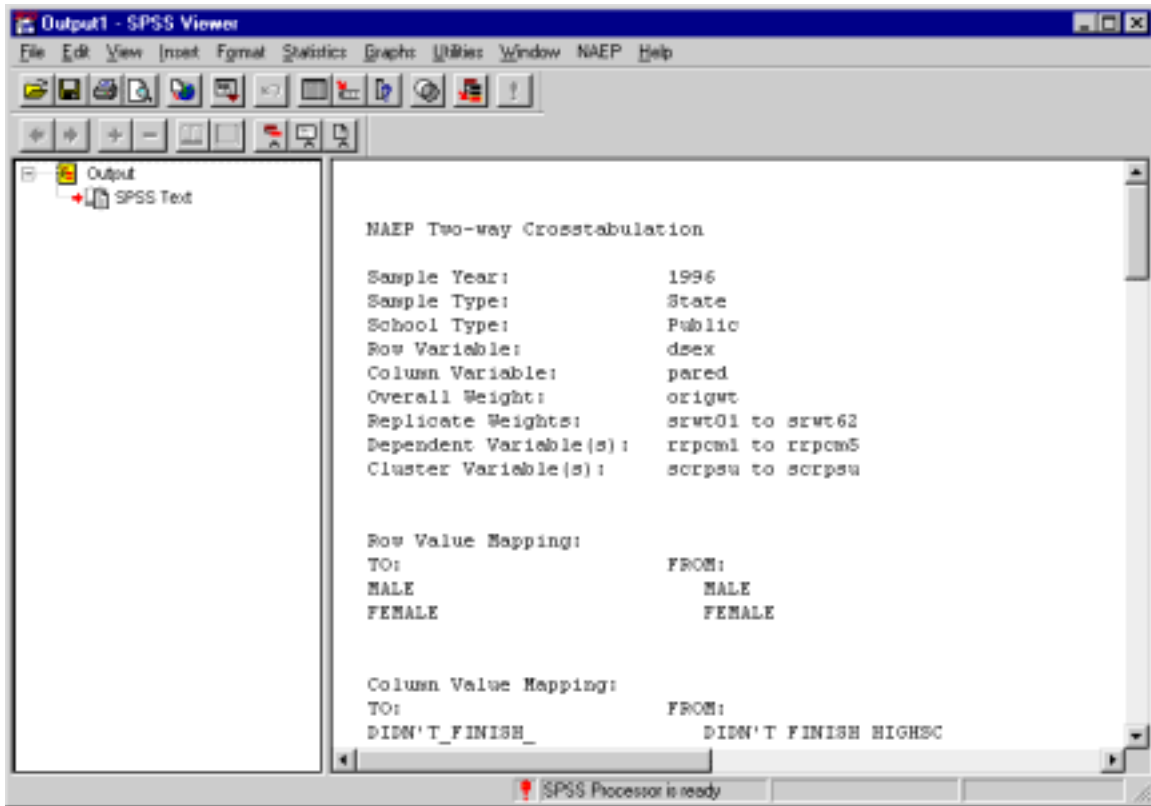 Output1 - SPSS Viewer
File Edit View Insert Format Statistics Graphs Utilities Window NAEP Help
Output
SPSS Text
NAEP Two-way Crosstabulation
Sample Year: 1996
Sample Type: State
School Type: Public
Row Variable: dsex
Column Variable: pared
Overall Weight: origwt
Replicate Weights: srwt01 to srwt62
Dependent Variable(s): rrpcm1 to rrpcm5
Cluster Variable(s): scrpsu to scrpsu
Row Value Mapping:
TO: FROM:
MALE MALE
FEMALE FEMALE
Column Value Mapping:
TO: FROM:
DIDN'T_FINISH_ DIDN'T FINISH HIGHSC
SPSS Processor is ready